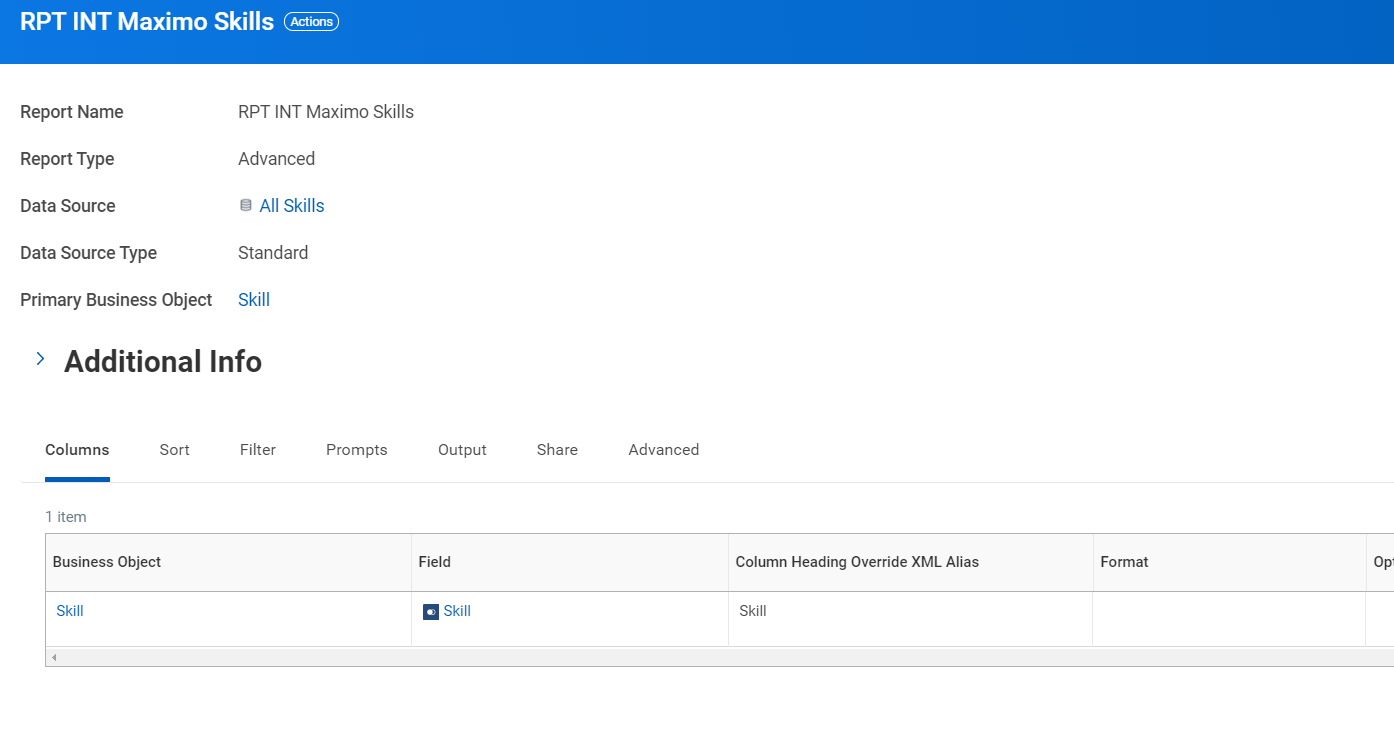 RPT INT Maximo Skills Actions
Report Name RPT INT Maximo Skills
Report Type Advanced
Data Source All Skills
Data Source Type Standard
Primary Business Object Skill
Additional Info
Columns Sort Filter Prompts Output Share Advanced
1 item
Business Object Field Column Heading Override XML Alias Format Opt
Skill Skill Skill